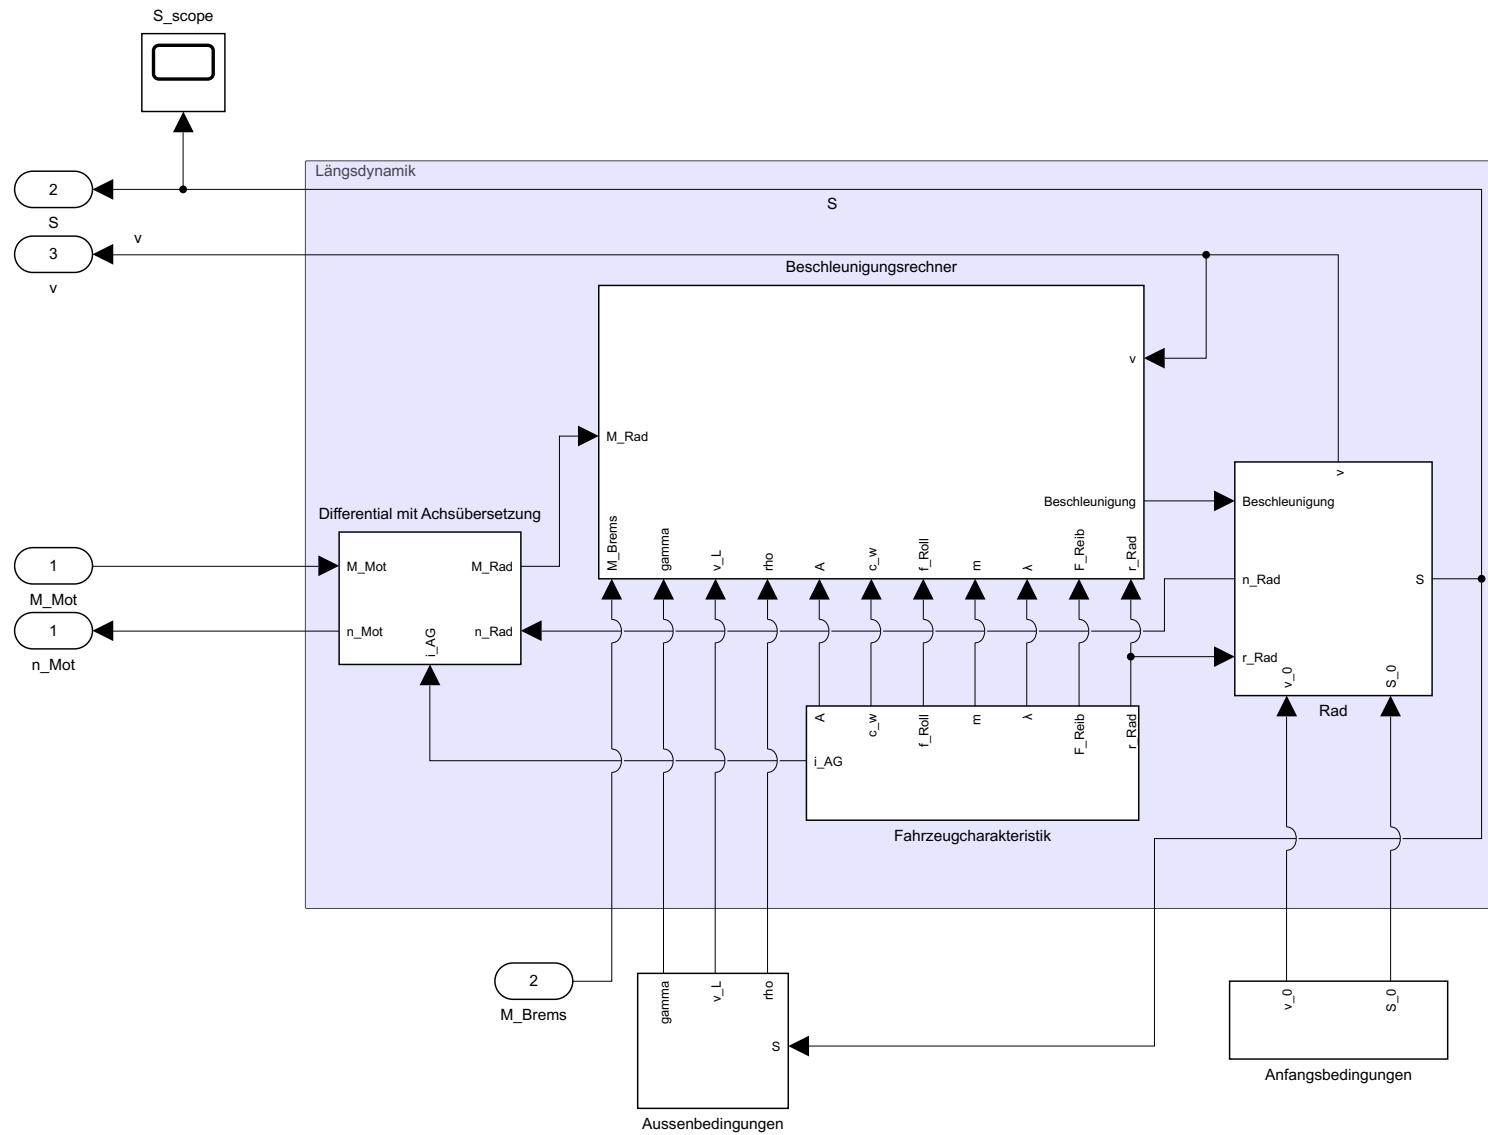 S_scope
Längsdynamik
2
S
S
3
v
v
Beschleunigungsrechner
v
M_Rad
Beschleunigung
M_Brems
gamma
v_L
rho
A
c_w
f_Roll
m
λ
F_Reib
r_Rad
Differential mit Achsübersetzung
M_Mot
M_Rad
n_Mot
i_AG
n_Rad
1
M_Mot
1
n_Mot
v
Beschleunigung
n_Rad
S
r_Rad
v_0
S_0
Rad
A
c_w
f_Roll
m
λ
F_Reib
r_Rad
i_AG
Fahrzeugcharakteristik
2
M_Brems
gamma
v_L
rho
S
Aussenbedingungen
v_0
S_0
Anfangsbedingungen